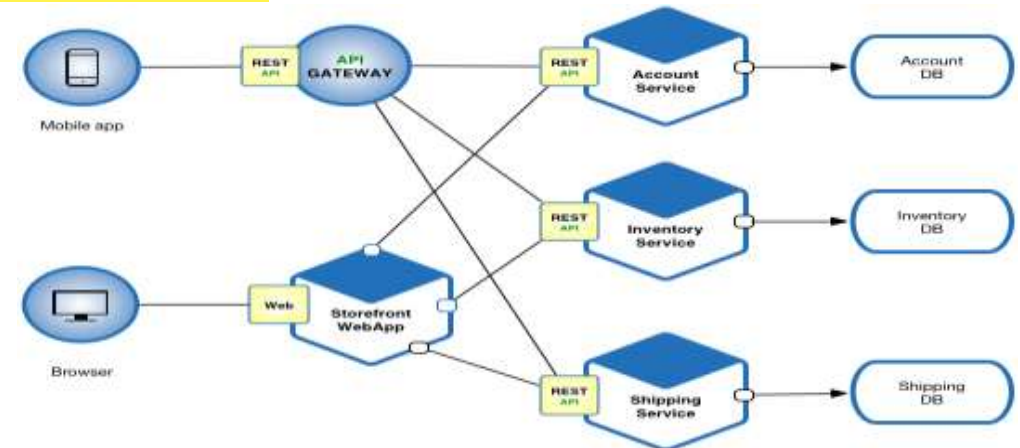 REST
API
API
GATEWAY
Mobile app
REST
API
Account
Service
Account
DB
REST
API
Inventory
Service
Inventory
DB
Web
Storefront
WebApp
Browser
REST
API
Shipping
Service
Shipping
DB